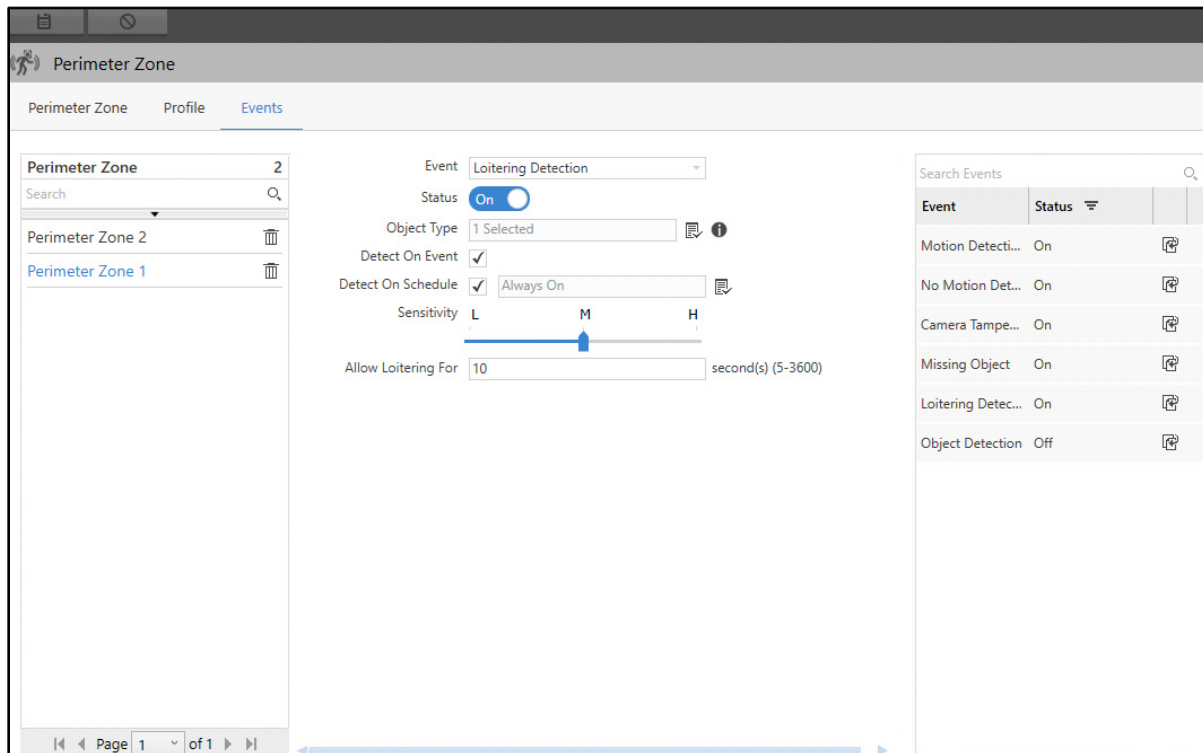 Perimeter Zone
Perimeter Zone Profile Events
Perimeter Zone 2
Search
Perimeter Zone 2
Perimeter Zone 1
Page 1 of 1
Event Loitering Detection
Status On
Object Type 1 Selected
Detect On Event
Detect On Schedule Always On
Sensitivity L M H
Allow Loitering For 10 second(s) (5-3600)
Search Events
Event Status
Motion Detecti... On
No Motion Det... On
Camera Tampe... On
Missing Object On
Loitering Detec... On
Object Detection Off